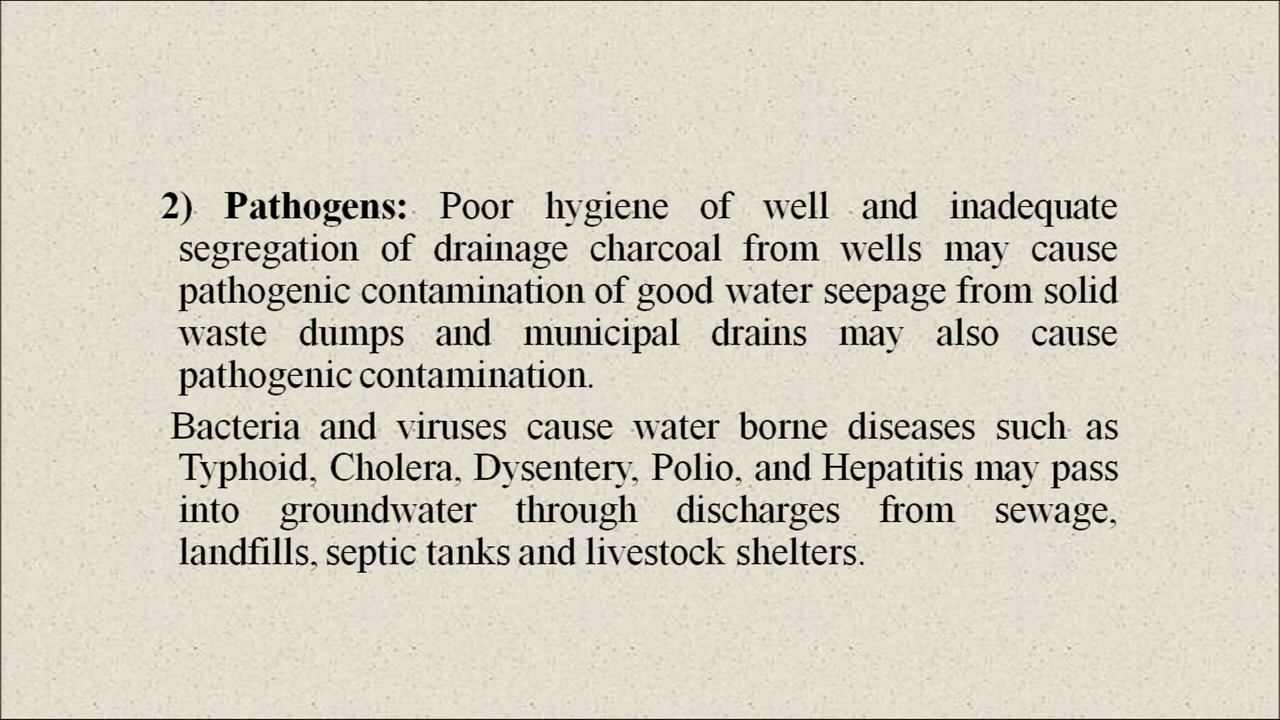 2) Pathogens: Poor hygiene of well and inadequate
segregation of drainage charcoal from wells may cause
pathogenic contamination of good water seepage from solid
waste dumps and municipal drains may also cause
pathogenic contamination.
Bacteria and viruses cause water borne diseases such as
Typhoid, Cholera, Dysentery, Polio, and Hepatitis may pass
into groundwater through discharges from sewage,
landfills, septic tanks and livestock shelters.